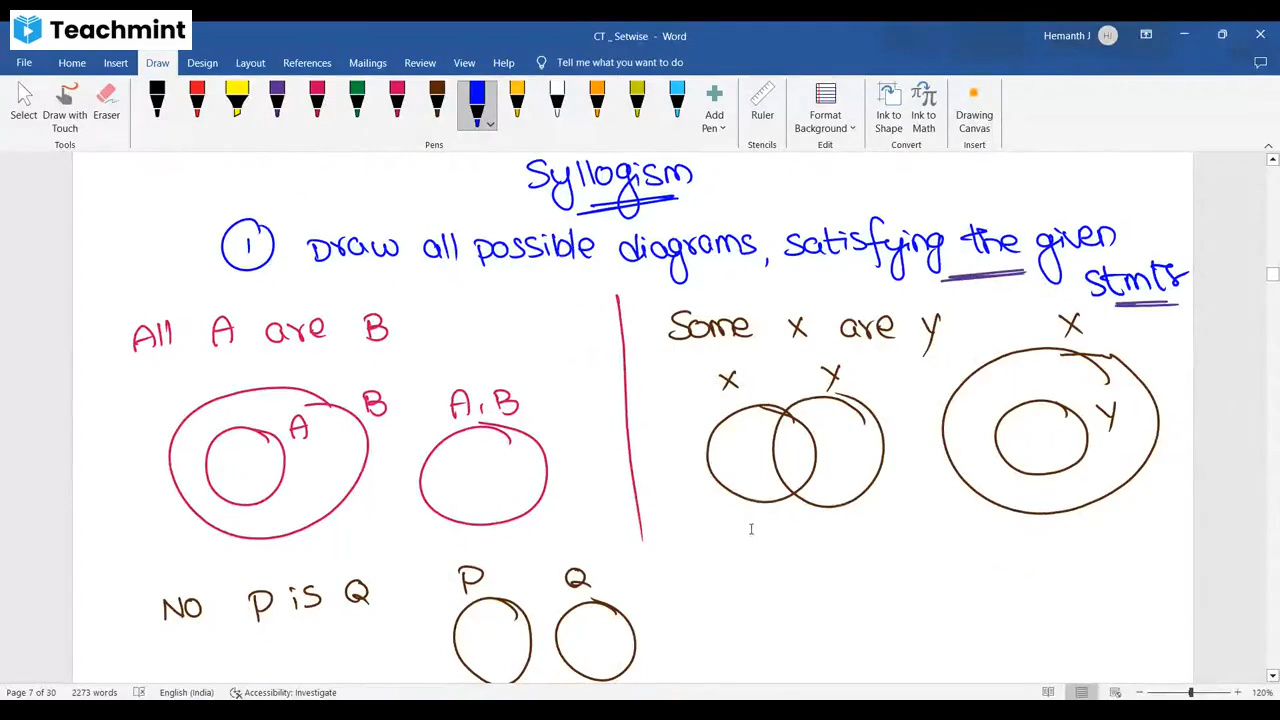 Teachmint
CT _ Setwise - Word
Hemanth J HJ
File Home Insert Draw Design Layout References Mailings Review View Help Tell me what you want to do
Select Draw with Touch Eraser Add Pen Ruler Format Background Ink to Shape Ink to Math Drawing Canvas
Tools Pens Stencils Edit Convert Insert
Syllogism
1 Draw all possible diagrams, satisfying the given
stmts
All A are B
A B
A, B
Some x are y
x y
x y
No P is Q
P Q
Page 7 of 30 2273 words English (India) Accessibility: Investigate 120%